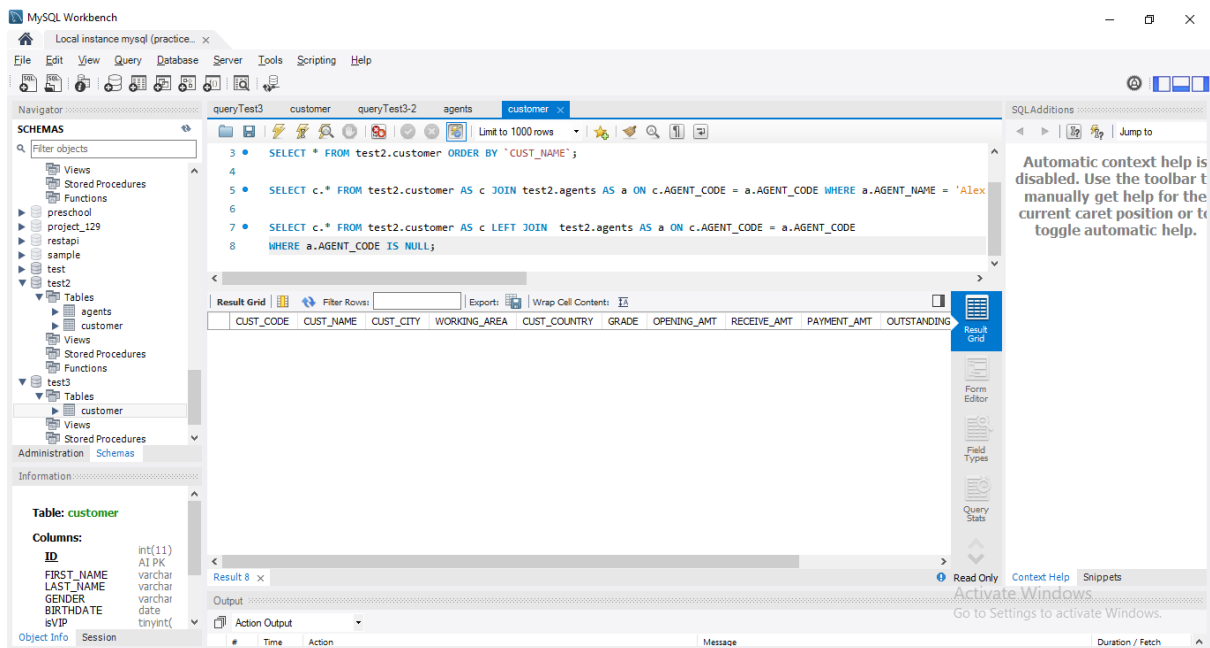 MySQL Workbench
Local instance mysql (practice... ×
File Edit View Query Database Server Tools Scripting Help
Navigator
SCHEMAS
Filter objects
Views
Stored Procedures
Functions
preschool
project_129
restapi
sample
test
test2
Tables
agents
customer
Views
Stored Procedures
Functions
test3
Tables
customer
Views
Stored Procedures
Administration Schemas
Information
Table: customer
Columns:
ID int(11)
AI PK
FIRST_NAME varchar
LAST_NAME varchar
GENDER varchar
BIRTHDATE date
isVIP tinyint(
Object Info Session
queryTest3 customer queryTest3-2 agents customer ×
Limit to 1000 rows
3 SELECT * FROM test2.customer ORDER BY `CUST_NAME`;
4
5 SELECT c.* FROM test2.customer AS c JOIN test2.agents AS a ON c.AGENT_CODE = a.AGENT_CODE WHERE a.AGENT_NAME = 'Alex
6
7 SELECT c.* FROM test2.customer AS c LEFT JOIN test2.agents AS a ON c.AGENT_CODE = a.AGENT_CODE
8 WHERE a.AGENT_CODE IS NULL;
Result Grid Filter Rows: Export: Wrap Cell Content: IA
CUST_CODE CUST_NAME CUST_CITY WORKING_AREA CUST_COUNTRY GRADE OPENING_AMT RECEIVE_AMT PAYMENT_AMT OUTSTANDING
Result
Grid
Form
Editor
Field
Types
Query
Stats
Result 8 × Read Only
Output
Action Output
# Time Action Message Duration / Fetch
SQLAdditions
Jump to
Automatic context help is
disabled. Use the toolbar t
manually get help for the
current caret position or to
toggle automatic help.
Context Help Snippets
Activate Windows
Go to Settings to activate Windows.